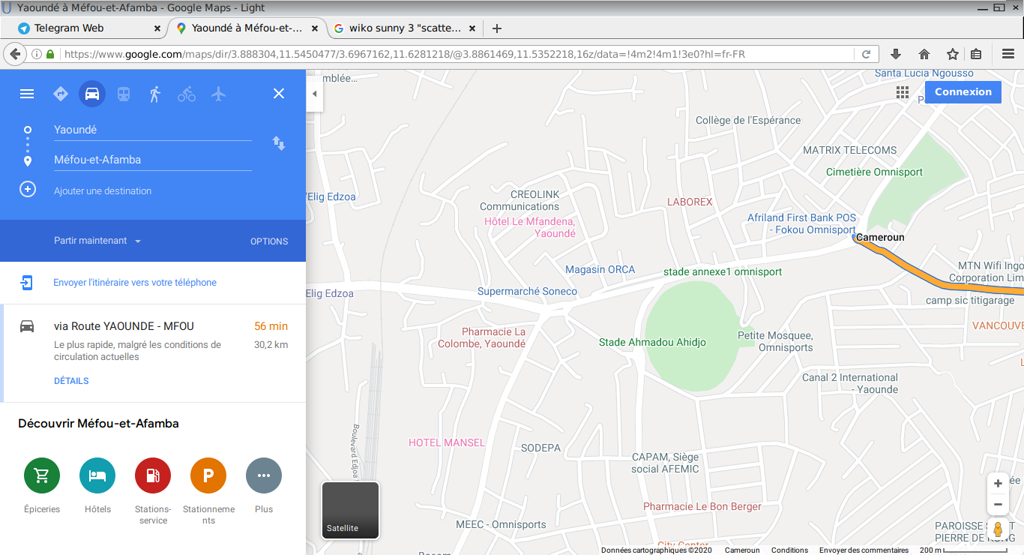 Yaoundé à Méfou-et-Afamba - Google Maps - Light
Telegram Web
Yaoundé à Méfou-et-...
wiko sunny 3 "scatte...
https://www.google.com/maps/dir/3.888304,11.5450477/3.6967162,11.6281218/@3.8861469,11.5352218,16z/data=!4m2!4m1!3e0?hl=fr-FR
Yaoundé
Méfou-et-Afamba
Ajouter une destination
Partir maintenant
OPTIONS
Envoyer l'itinéraire vers votre téléphone
via Route YAOUNDE - MFOU
56 min
Le plus rapide, malgré les conditions de
circulation actuelles
30,2 km
DÉTAILS
Découvrir Méfou-et-Afamba
Épiceries
Hôtels
Stations-
service
Stationneme
nts
Plus
mblée...
Santa Lucia Ngousso
Connexion
Collège de l'Espérance
MATRIX TELECOMS
Cimetière Omnisport
'Elig Edzoa
CREOLINK
Communications
LABOREX
Hôtel Le Mfandena,
Yaoundé
Afriland First Bank POS
- Fokou Omnisport
Cameroun
Magasin ORCA
stade annexe1 omnisport
MTN Wifi Ingo
Corporation Lim
Elig Edzoa
Supermarché Soneco
camp sic titigarage
Pharmacie La
Colombe, Yaoundé
Stade Ahmadou Ahidjo
Petite Mosquee,
Omnisports
VANCOUVE
Canal 2 International
- Yaounde
HOTEL MANSEL
SODEPA
Boulevard Edjoa
CAPAM, Siège
social AFEMIC
Pharmacie Le Bon Berger
Satellite
MEEC - Omnisports
PAROISSE SAINT
PIERRE DE
City Center
Données cartographiques ©2020
Cameroun
Conditions
Envoyer des commentaires
200 m